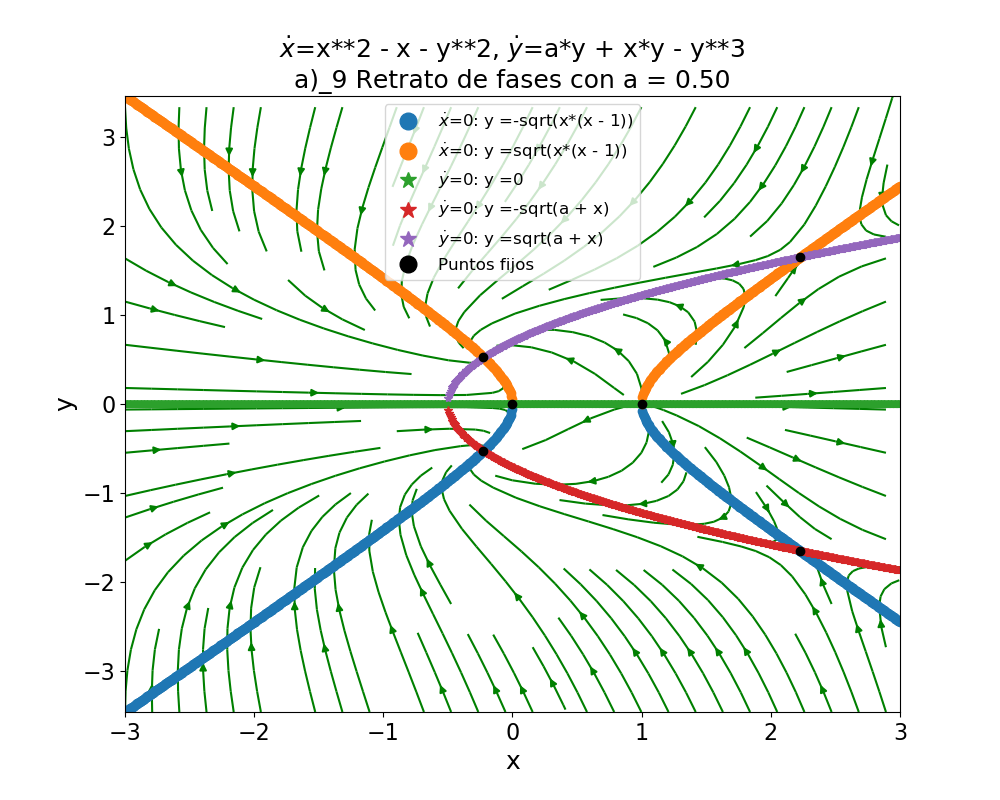 ẋ=x**2 - x - y**2, ẏ=a*y + x*y - y**3
a)_9 Retrato de fases con a = 0.50
ẋ=0: y =-sqrt(x*(x - 1))
ẋ=0: y =sqrt(x*(x - 1))
ẏ=0: y =0
ẏ=0: y =-sqrt(a + x)
ẏ=0: y =sqrt(a + x)
Puntos fijos
3
2
1
0
−1
−2
−3
y
−3 −2 −1 0 1 2 3
x